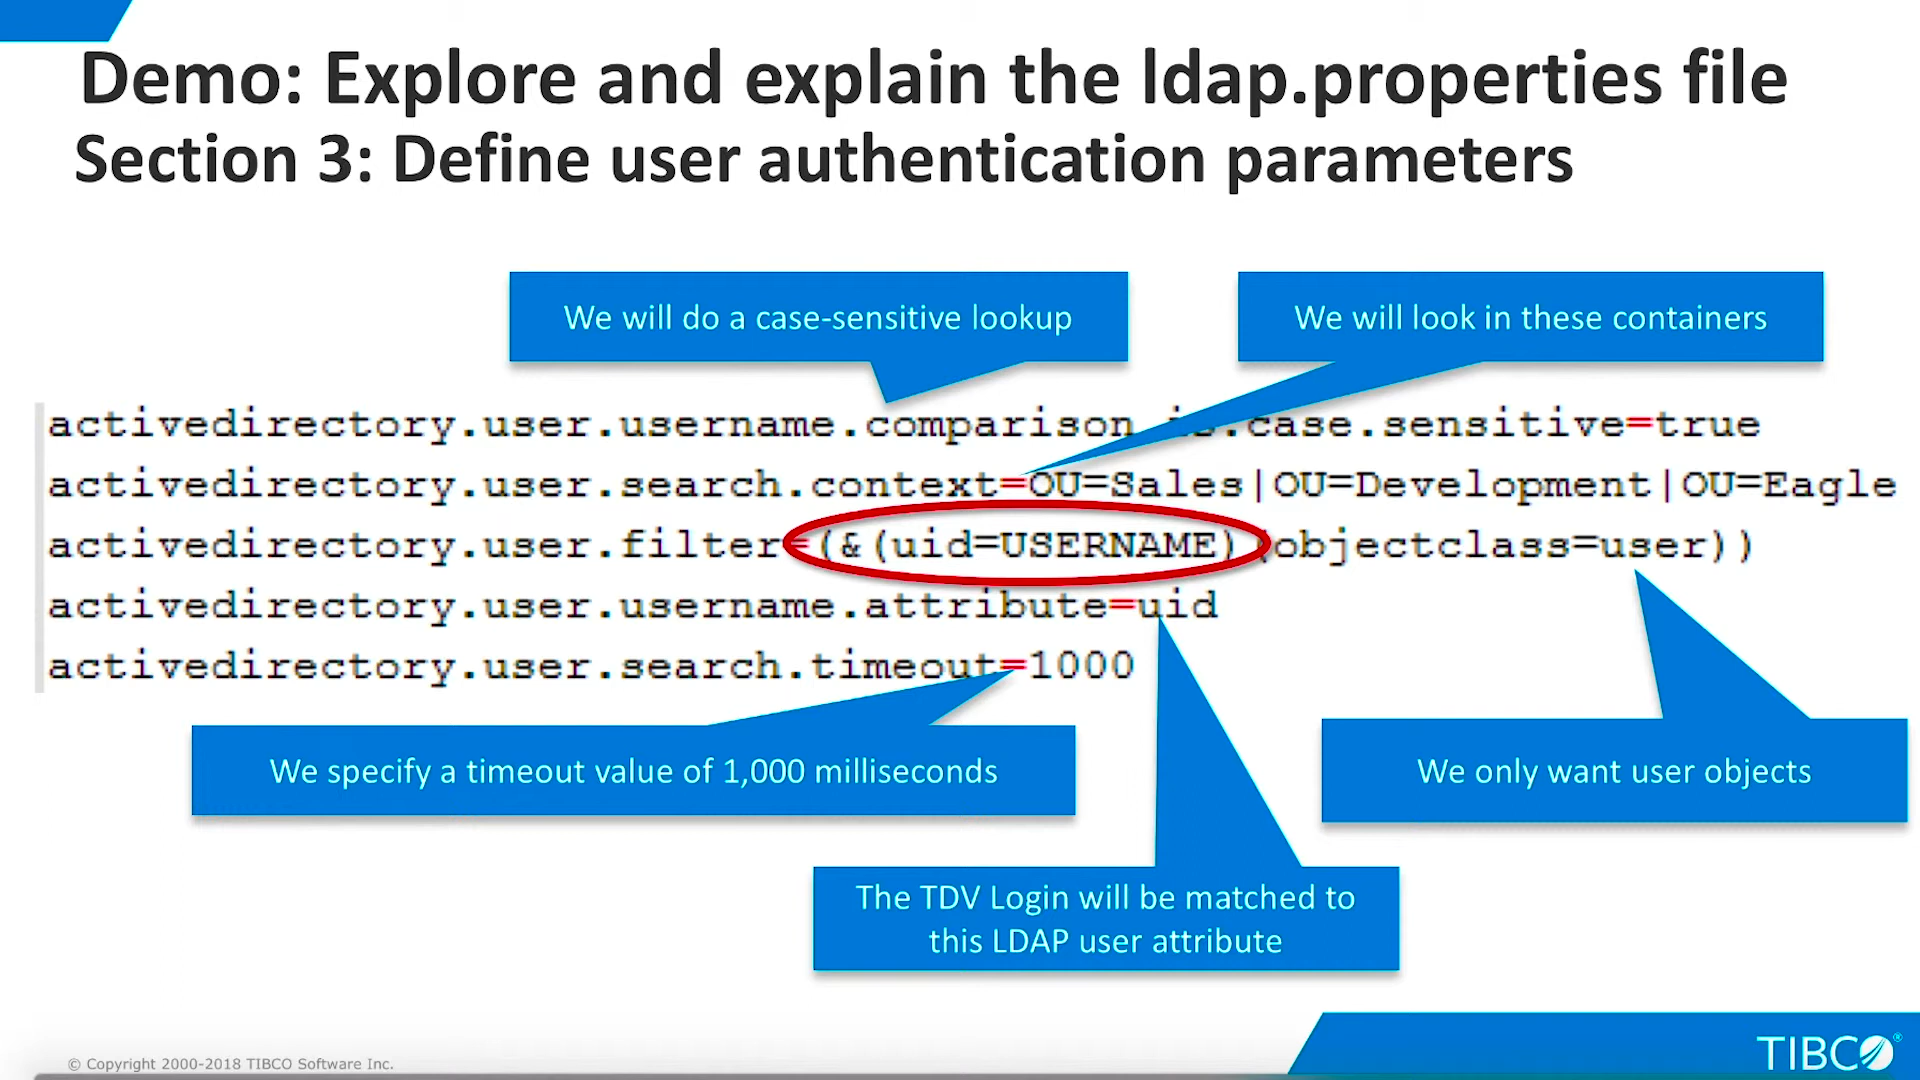 Demo: Explore and explain the ldap.properties file
Section 3: Define user authentication parameters
We will do a case-sensitive lookup
We will look in these containers
activedirectory.user.username.comparison.is.case.sensitive=true
activedirectory.user.search.context=OU=Sales|OU=Development|OU=Eagle
activedirectory.user.filter=(&(uid=USERNAME)(objectclass=user))
activedirectory.user.username.attribute=uid
activedirectory.user.search.timeout=1000
We specify a timeout value of 1,000 milliseconds
We only want user objects
The TDV Login will be matched to
this LDAP user attribute
© Copyright 2000-2018 TIBCO Software Inc.
TIBCO®